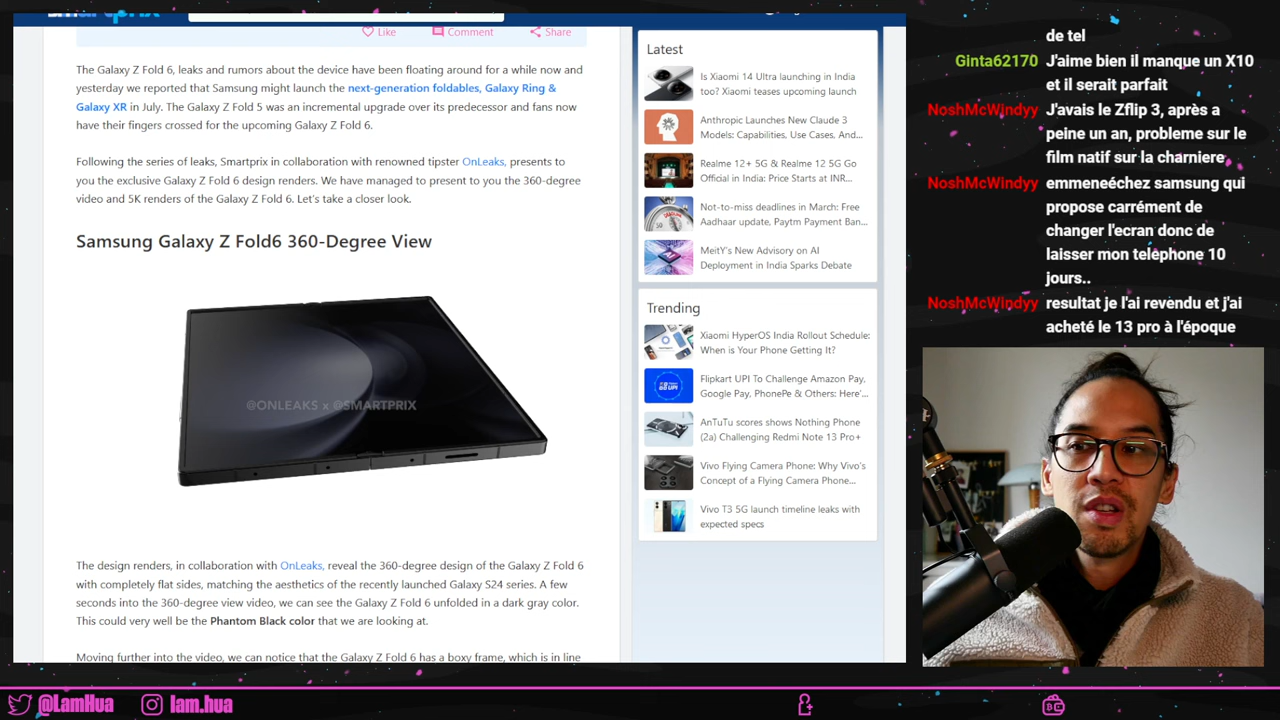 Like Comment Share
The Galaxy Z Fold 6, leaks and rumors about the device have been floating around for a while now and
yesterday we reported that Samsung might launch the next-generation foldables, Galaxy Ring &
Galaxy XR in July. The Galaxy Z Fold 5 was an incremental upgrade over its predecessor and fans now
have their fingers crossed for the upcoming Galaxy Z Fold 6.
Following the series of leaks, Smartprix in collaboration with renowned tipster OnLeaks, presents to
you the exclusive Galaxy Z Fold 6 design renders. We have managed to present to you the 360-degree
video and 5K renders of the Galaxy Z Fold 6. Let's take a closer look.
Samsung Galaxy Z Fold6 360-Degree View
@ONLEAKS x @SMARTPRIX
The design renders, in collaboration with OnLeaks, reveal the 360-degree design of the Galaxy Z Fold 6
with completely flat sides, matching the aesthetics of the recently launched Galaxy S24 series. A few
seconds into the 360-degree view video, we can see the Galaxy Z Fold 6 unfolded in a dark gray color.
This could very well be the Phantom Black color that we are looking at.
Moving further into the video, we can notice that the Galaxy Z Fold 6 has a boxy frame, which is in line
Latest
Is Xiaomi 14 Ultra launching in India
too? Xiaomi teases upcoming launch
Anthropic Launches New Claude 3
Models: Capabilities, Use Cases, And...
Realme 12+ 5G & Realme 12 5G Go
Official in India: Price Starts at INR...
Not-to-miss deadlines in March: Free
Aadhaar update, Paytm Payment Ban...
MeitY's New Advisory on AI
Deployment in India Sparks Debate
Trending
Xiaomi HyperOS India Rollout Schedule:
When is Your Phone Getting It?
Flipkart UPI To Challenge Amazon Pay,
Google Pay, PhonePe & Others: Here'...
AnTuTu scores shows Nothing Phone
(2a) Challenging Redmi Note 13 Pro+
Vivo Flying Camera Phone: Why Vivo's
Concept of a Flying Camera Phone...
Vivo T3 5G launch timeline leaks with
expected specs
de tel
Ginta62170 J'aime bien il manque un X10
et il serait parfait
NoshMcWindyy J'avais le Zflip 3, après a
peine un an, probleme sur le
film natif sur la charniere
NoshMcWindyy emmeneéchez samsung qui
propose carrément de
changer l'ecran donc de
laisser mon telephone 10
jours..
NoshMcWindyy resultat je l'ai revendu et j'ai
acheté le 13 pro à l'époque
@LamHua lam.hua